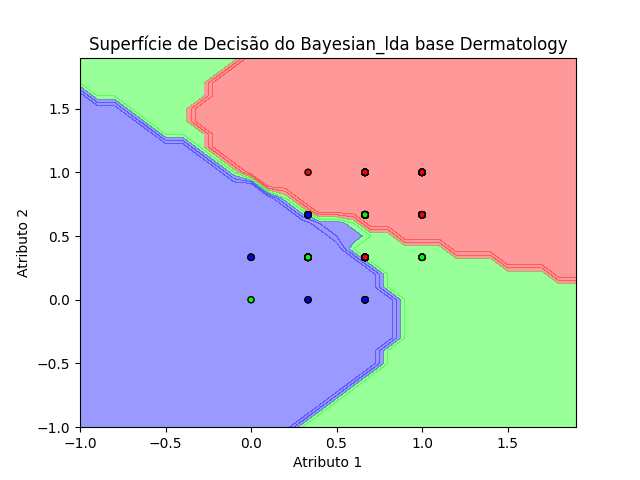 Superfície de Decisão do Bayesian_lda base Dermatology
Atributo 2
1.5
1.0
0.5
0.0
−0.5
−1.0
−1.0 −0.5 0.0 0.5 1.0 1.5
Atributo 1